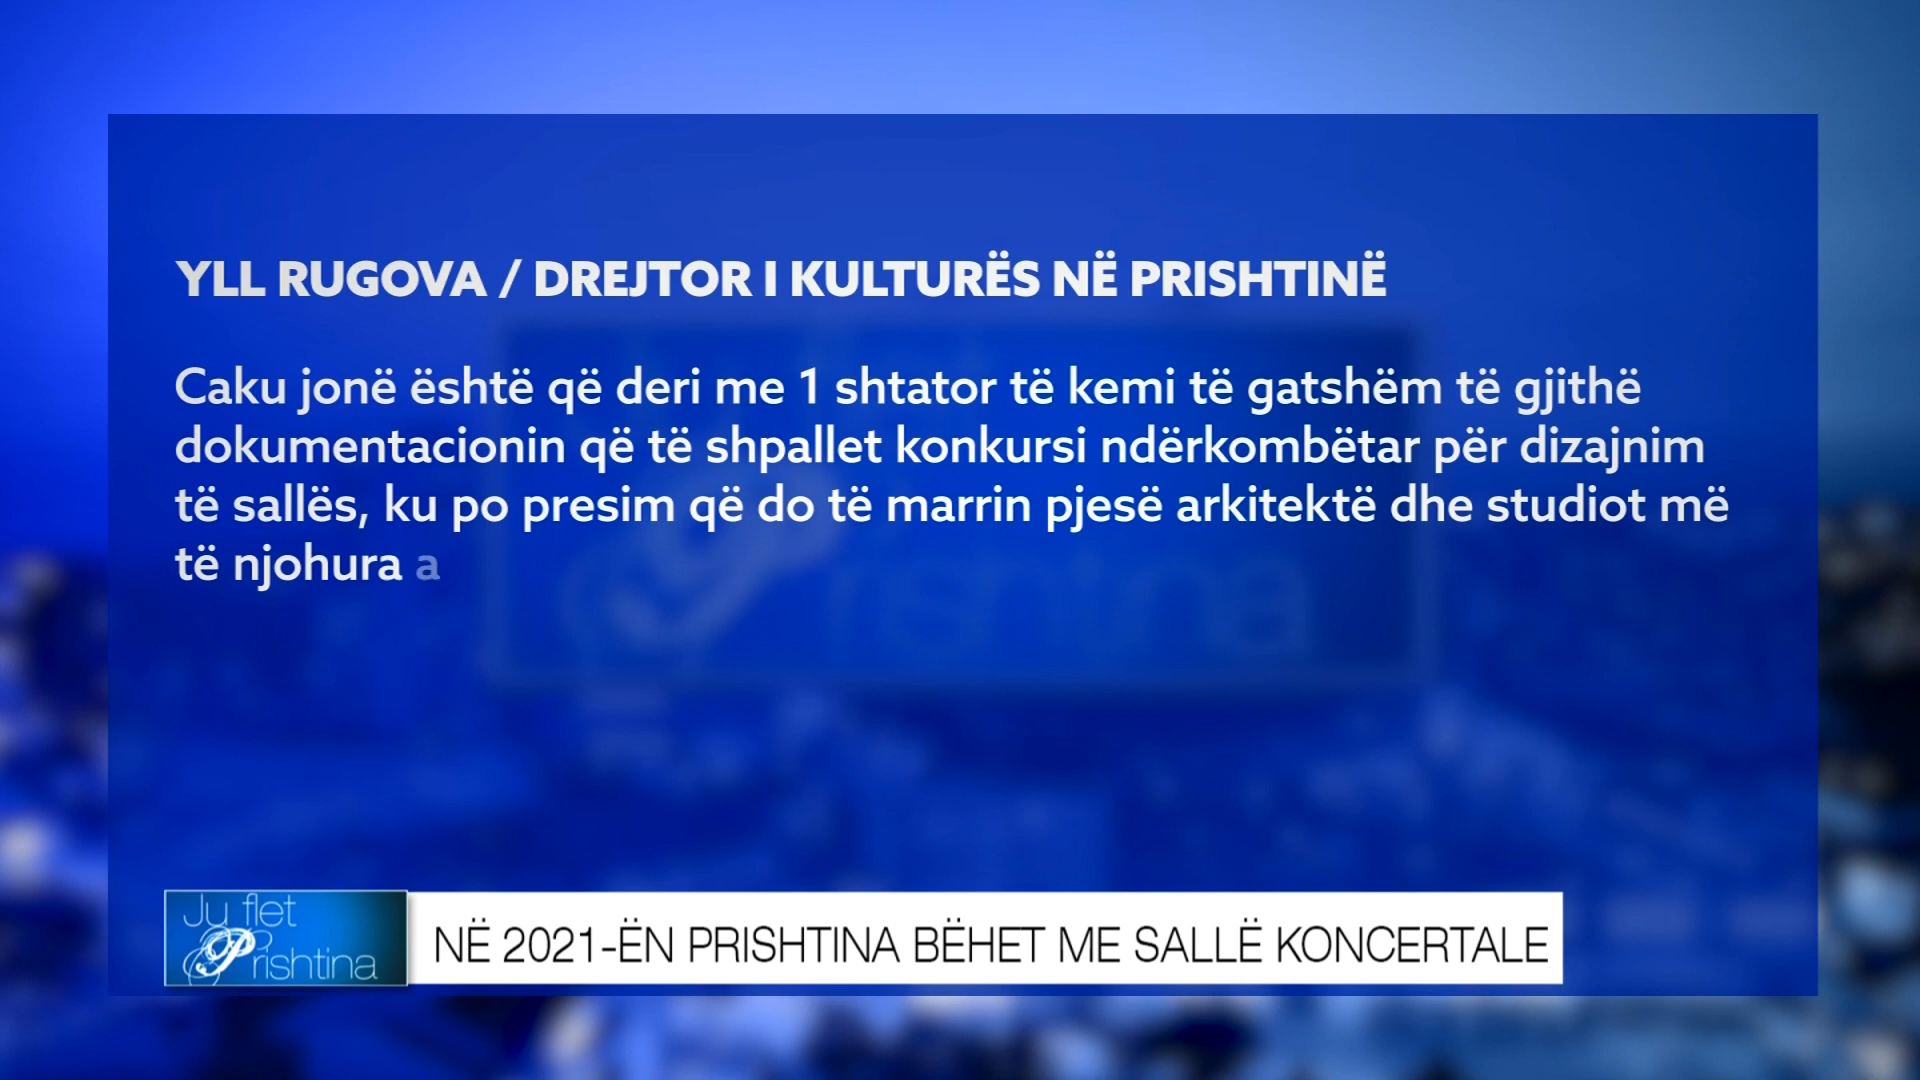 YLL RUGOVA / DREJTOR I KULTURËS NË PRISHTINË
Caku jonë është që deri me 1 shtator të kemi të gatshëm të gjithë
dokumentacionin që të shpallet konkursi ndërkombëtar për dizajnim
të sallës, ku po presim që do të marrin pjesë arkitektë dhe studiot më
të njohura a
Ju flet
Prishtina
NË 2021-ËN PRISHTINA BËHET ME SALLË KONCERTALE